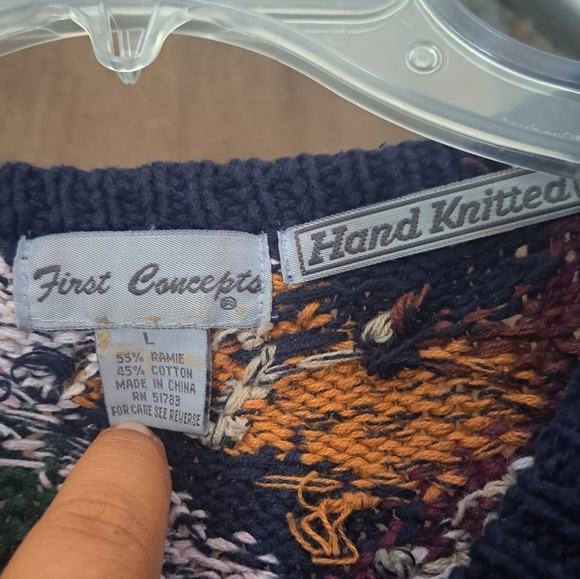 First Concepts
®
Hand Knitted
L
55% RAMIE
45% COTTON
MADE IN CHINA
RN 51783
FOR CARE SEE REVERSE